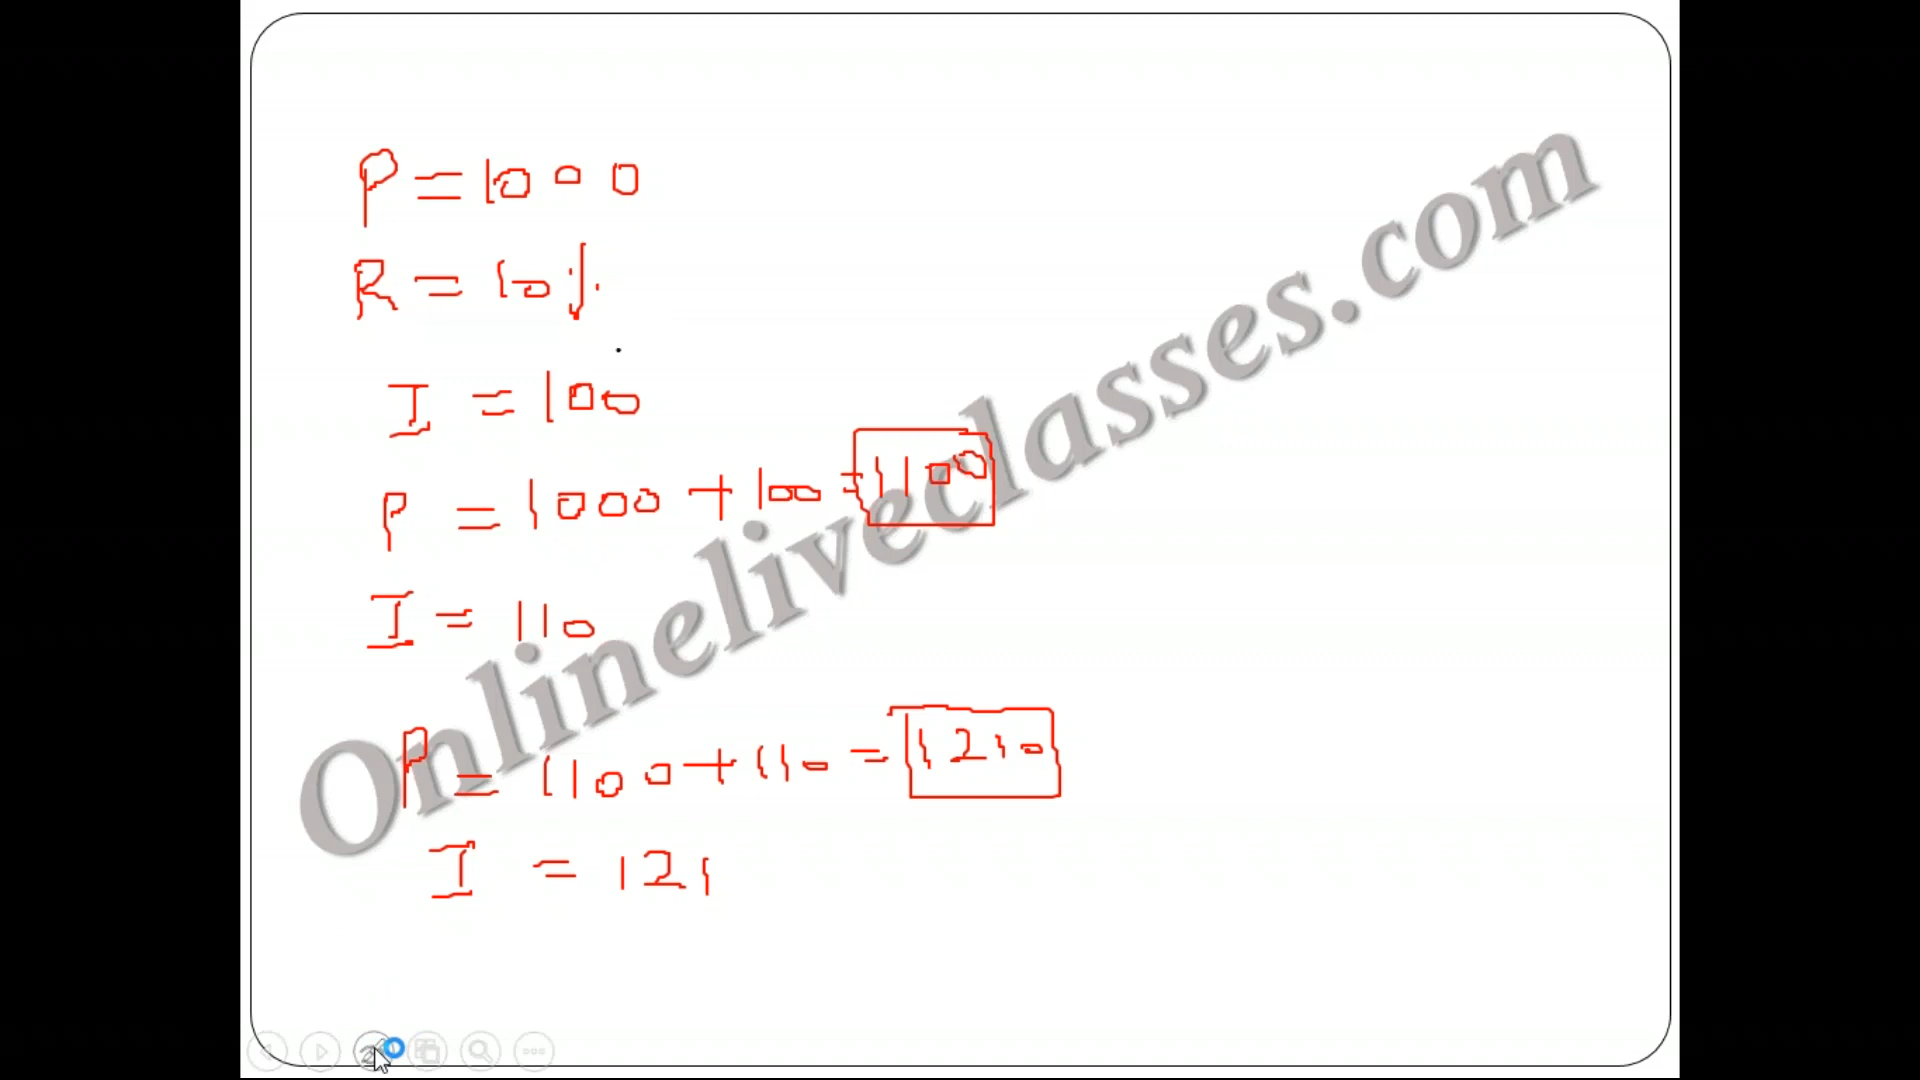 P = 1000
R = 10%
I = 100
P = 1000 + 100 = 1100
I = 110
P = 1100 + 110 = 1210
I = 121
Onlineliveclasses.com